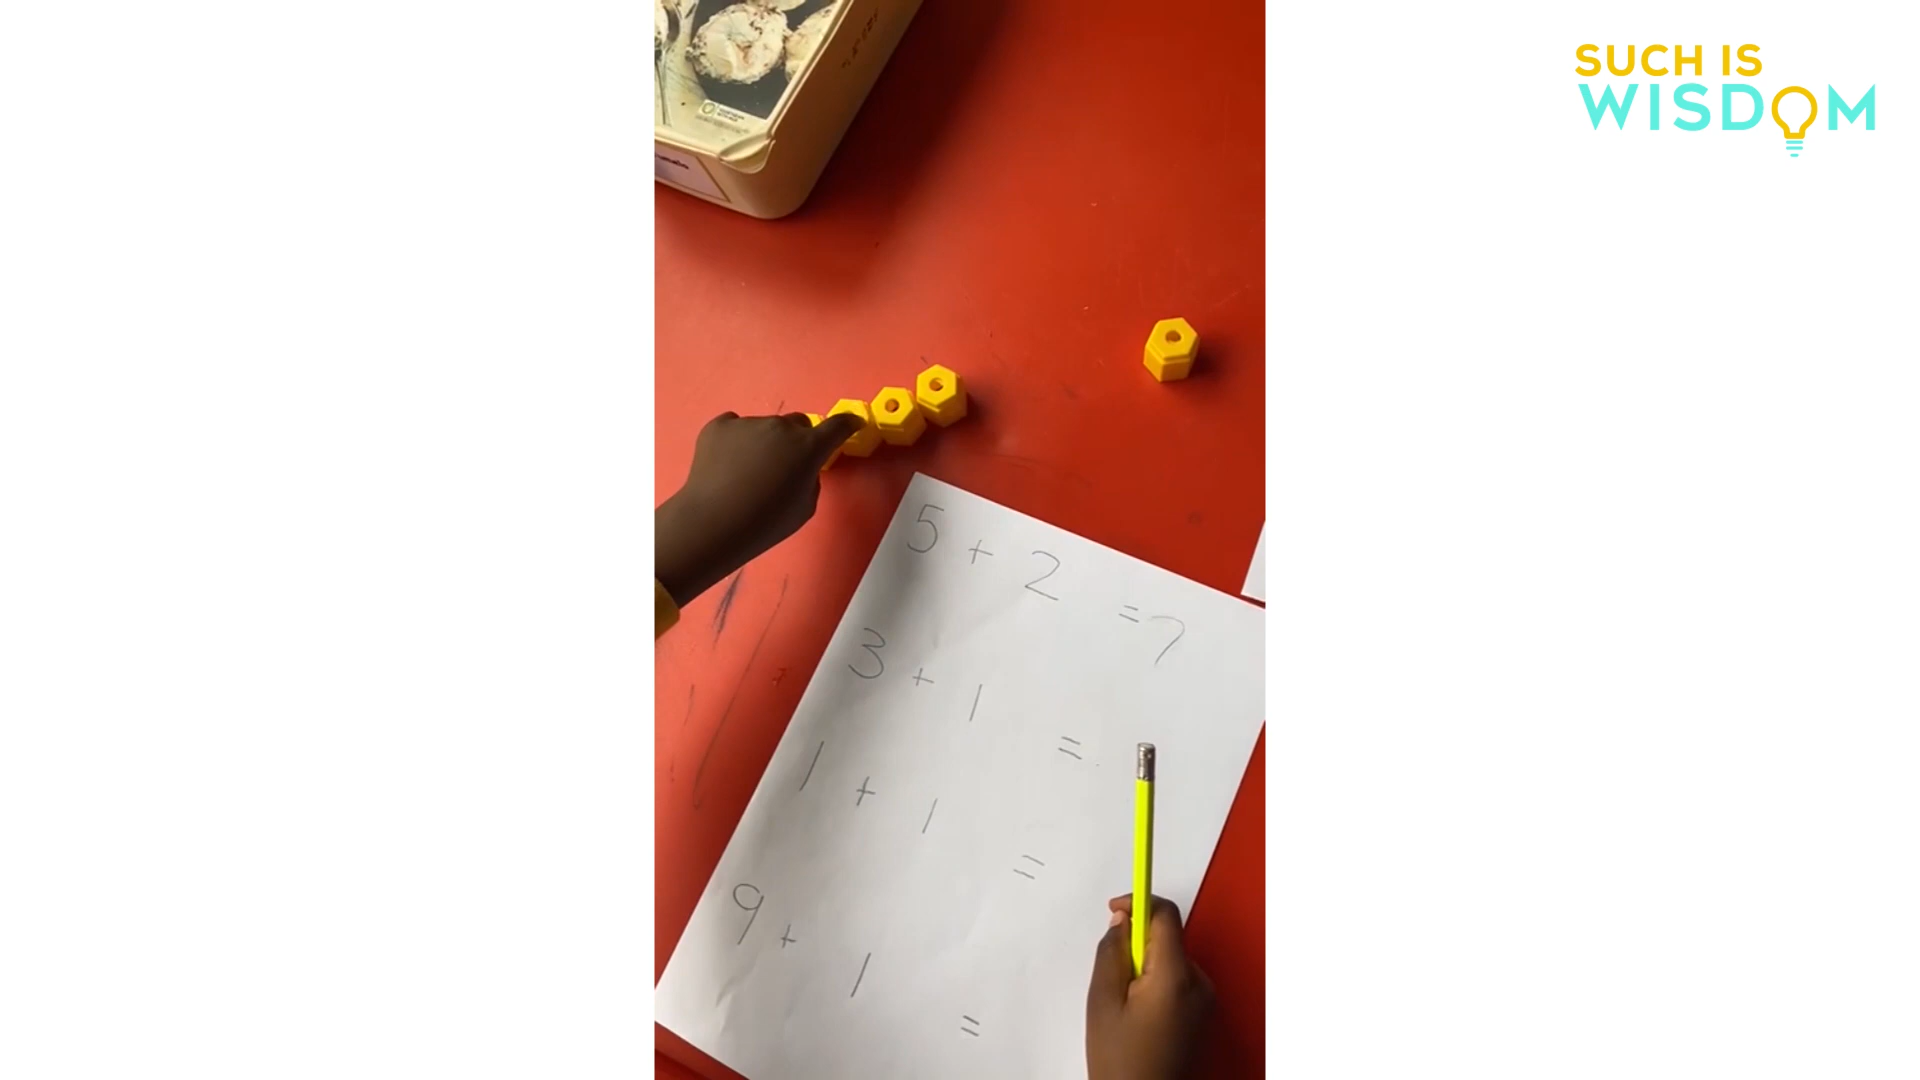 SUCH IS
WISDOM
5 + 2 = 7
3 + 1 =
1 + 1 =
9 + 1 =